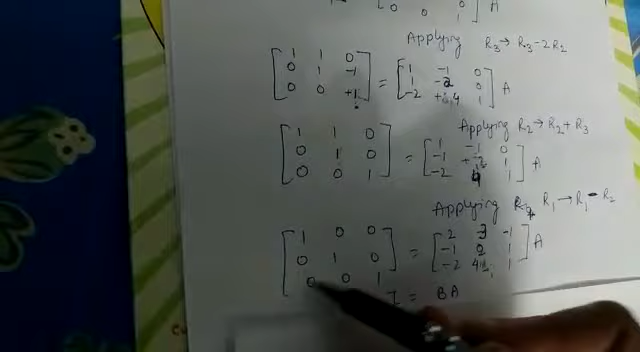 0 0 1 ] A
Applying R₃→ R₃-2R₂
[1 1 0
0 1 -1
0 0 +1] = [1 -1 0
1 -2 0
-2 +4 1] A
Applying R₂→ R₂+ R₃
[1 1 0
0 1 0
0 0 1] = [1 -1 0
-1 +2 1
-2 4 1] A
Applying R₁→R₁-R₂
[1 0 0
0 1 0
0 0 1] = [2 -1
-1 1
-2 1] A
I = BA